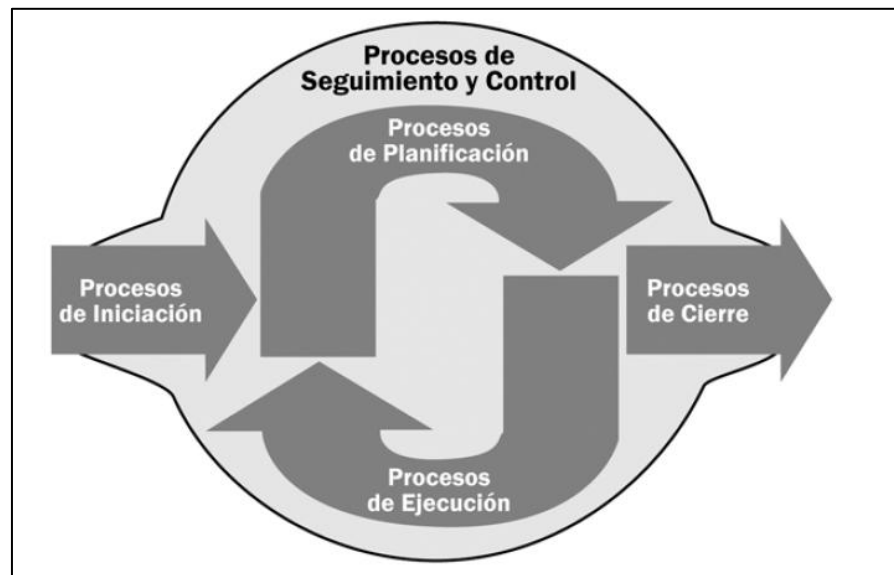 Procesos de
Seguimiento y Control
Procesos
de Planificación
Procesos
de Iniciación
Procesos
de Cierre
Procesos
de Ejecución